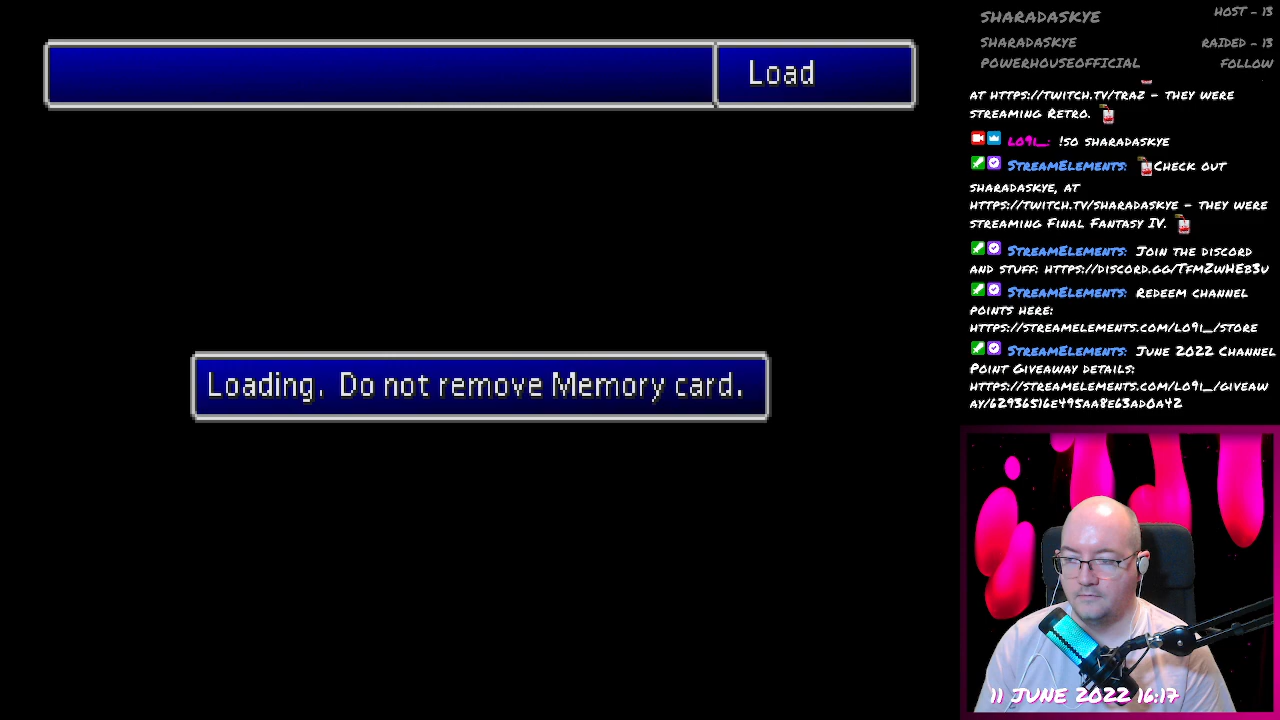 Load
Loading. Do not remove Memory card.
SHARADASKYE HOST - 13
SHARADASKYE RAIDED - 13
POWERHOUSEOFFICIAL FOLLOW
AT HTTPS://TWITCH.TV/TRAZ - THEY WERE
STREAMING RETRO.
LO9I_: !SO SHARADASKYE
STREAMELEMENTS: CHECK OUT
SHARADASKYE, AT
HTTPS://TWITCH.TV/SHARADASKYE - THEY WERE
STREAMING FINAL FANTASY IV.
STREAMELEMENTS: JOIN THE DISCORD
AND STUFF: HTTPS://DISCORD.GG/TFMZWHE83U
STREAMELEMENTS: REDEEM CHANNEL
POINTS HERE:
HTTPS://STREAMELEMENTS.COM/LO9I_/STORE
STREAMELEMENTS: JUNE 2022 CHANNEL
POINT GIVEAWAY DETAILS:
HTTPS://STREAMELEMENTS.COM/LO9I_/GIVEAW
AY/62936516E495AA8E63AD0A42
11 JUNE 2022 16:17